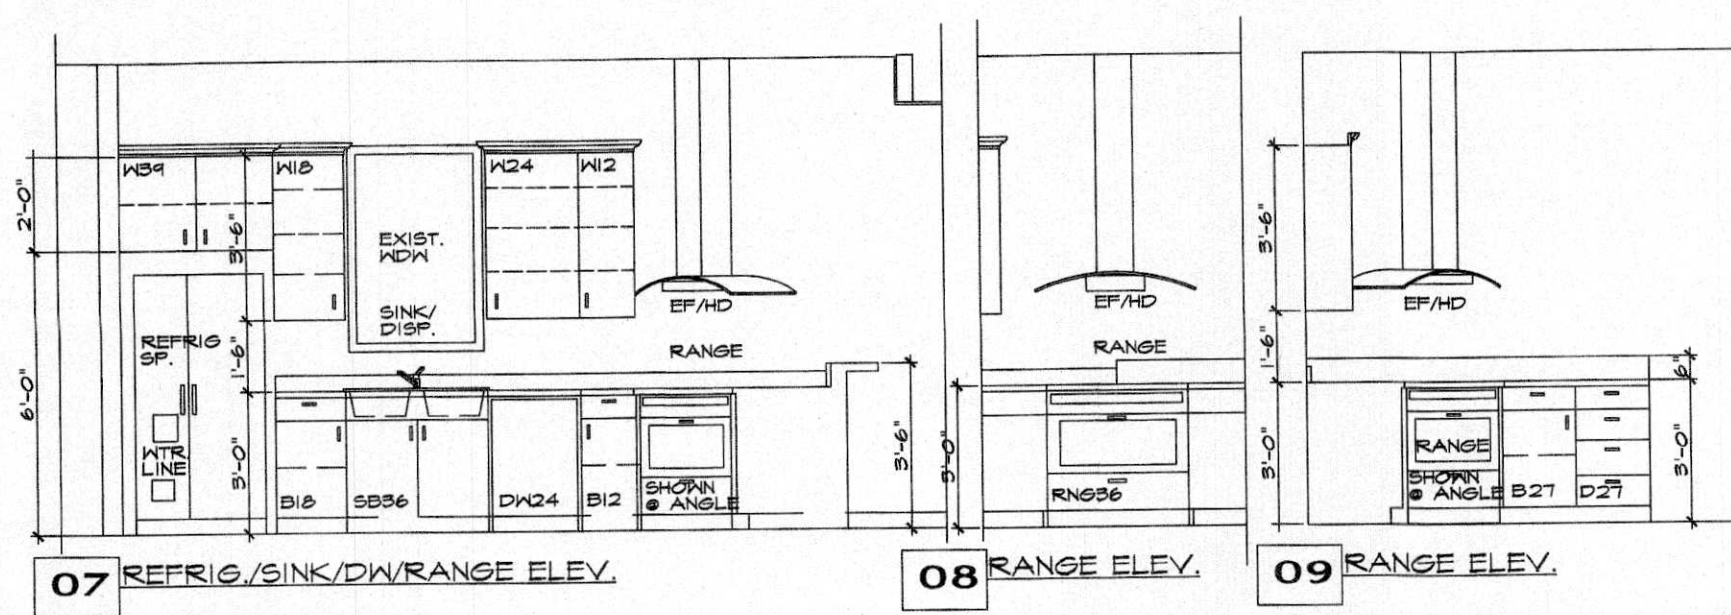 W39
W18
W24
W12
2'-0"
3'-6"
EXIST.
WDW
SINK/
DISP.
EF/HD
RANGE
REFRIG
SP.
1'-6"
6'-0"
WTR
LINE
3'-0"
B18
SB36
DW24
B12
SHOWN
@ ANGLE
3'-6"
07 REFRIG./SINK/DW/RANGE ELEV.
EF/HD
RANGE
3'-0"
RNG36
08 RANGE ELEV.
3'-6"
EF/HD
1'-6"
6"
3'-0"
RANGE
SHOWN
@ ANGLE
B27
D27
3'-0"
09 RANGE ELEV.